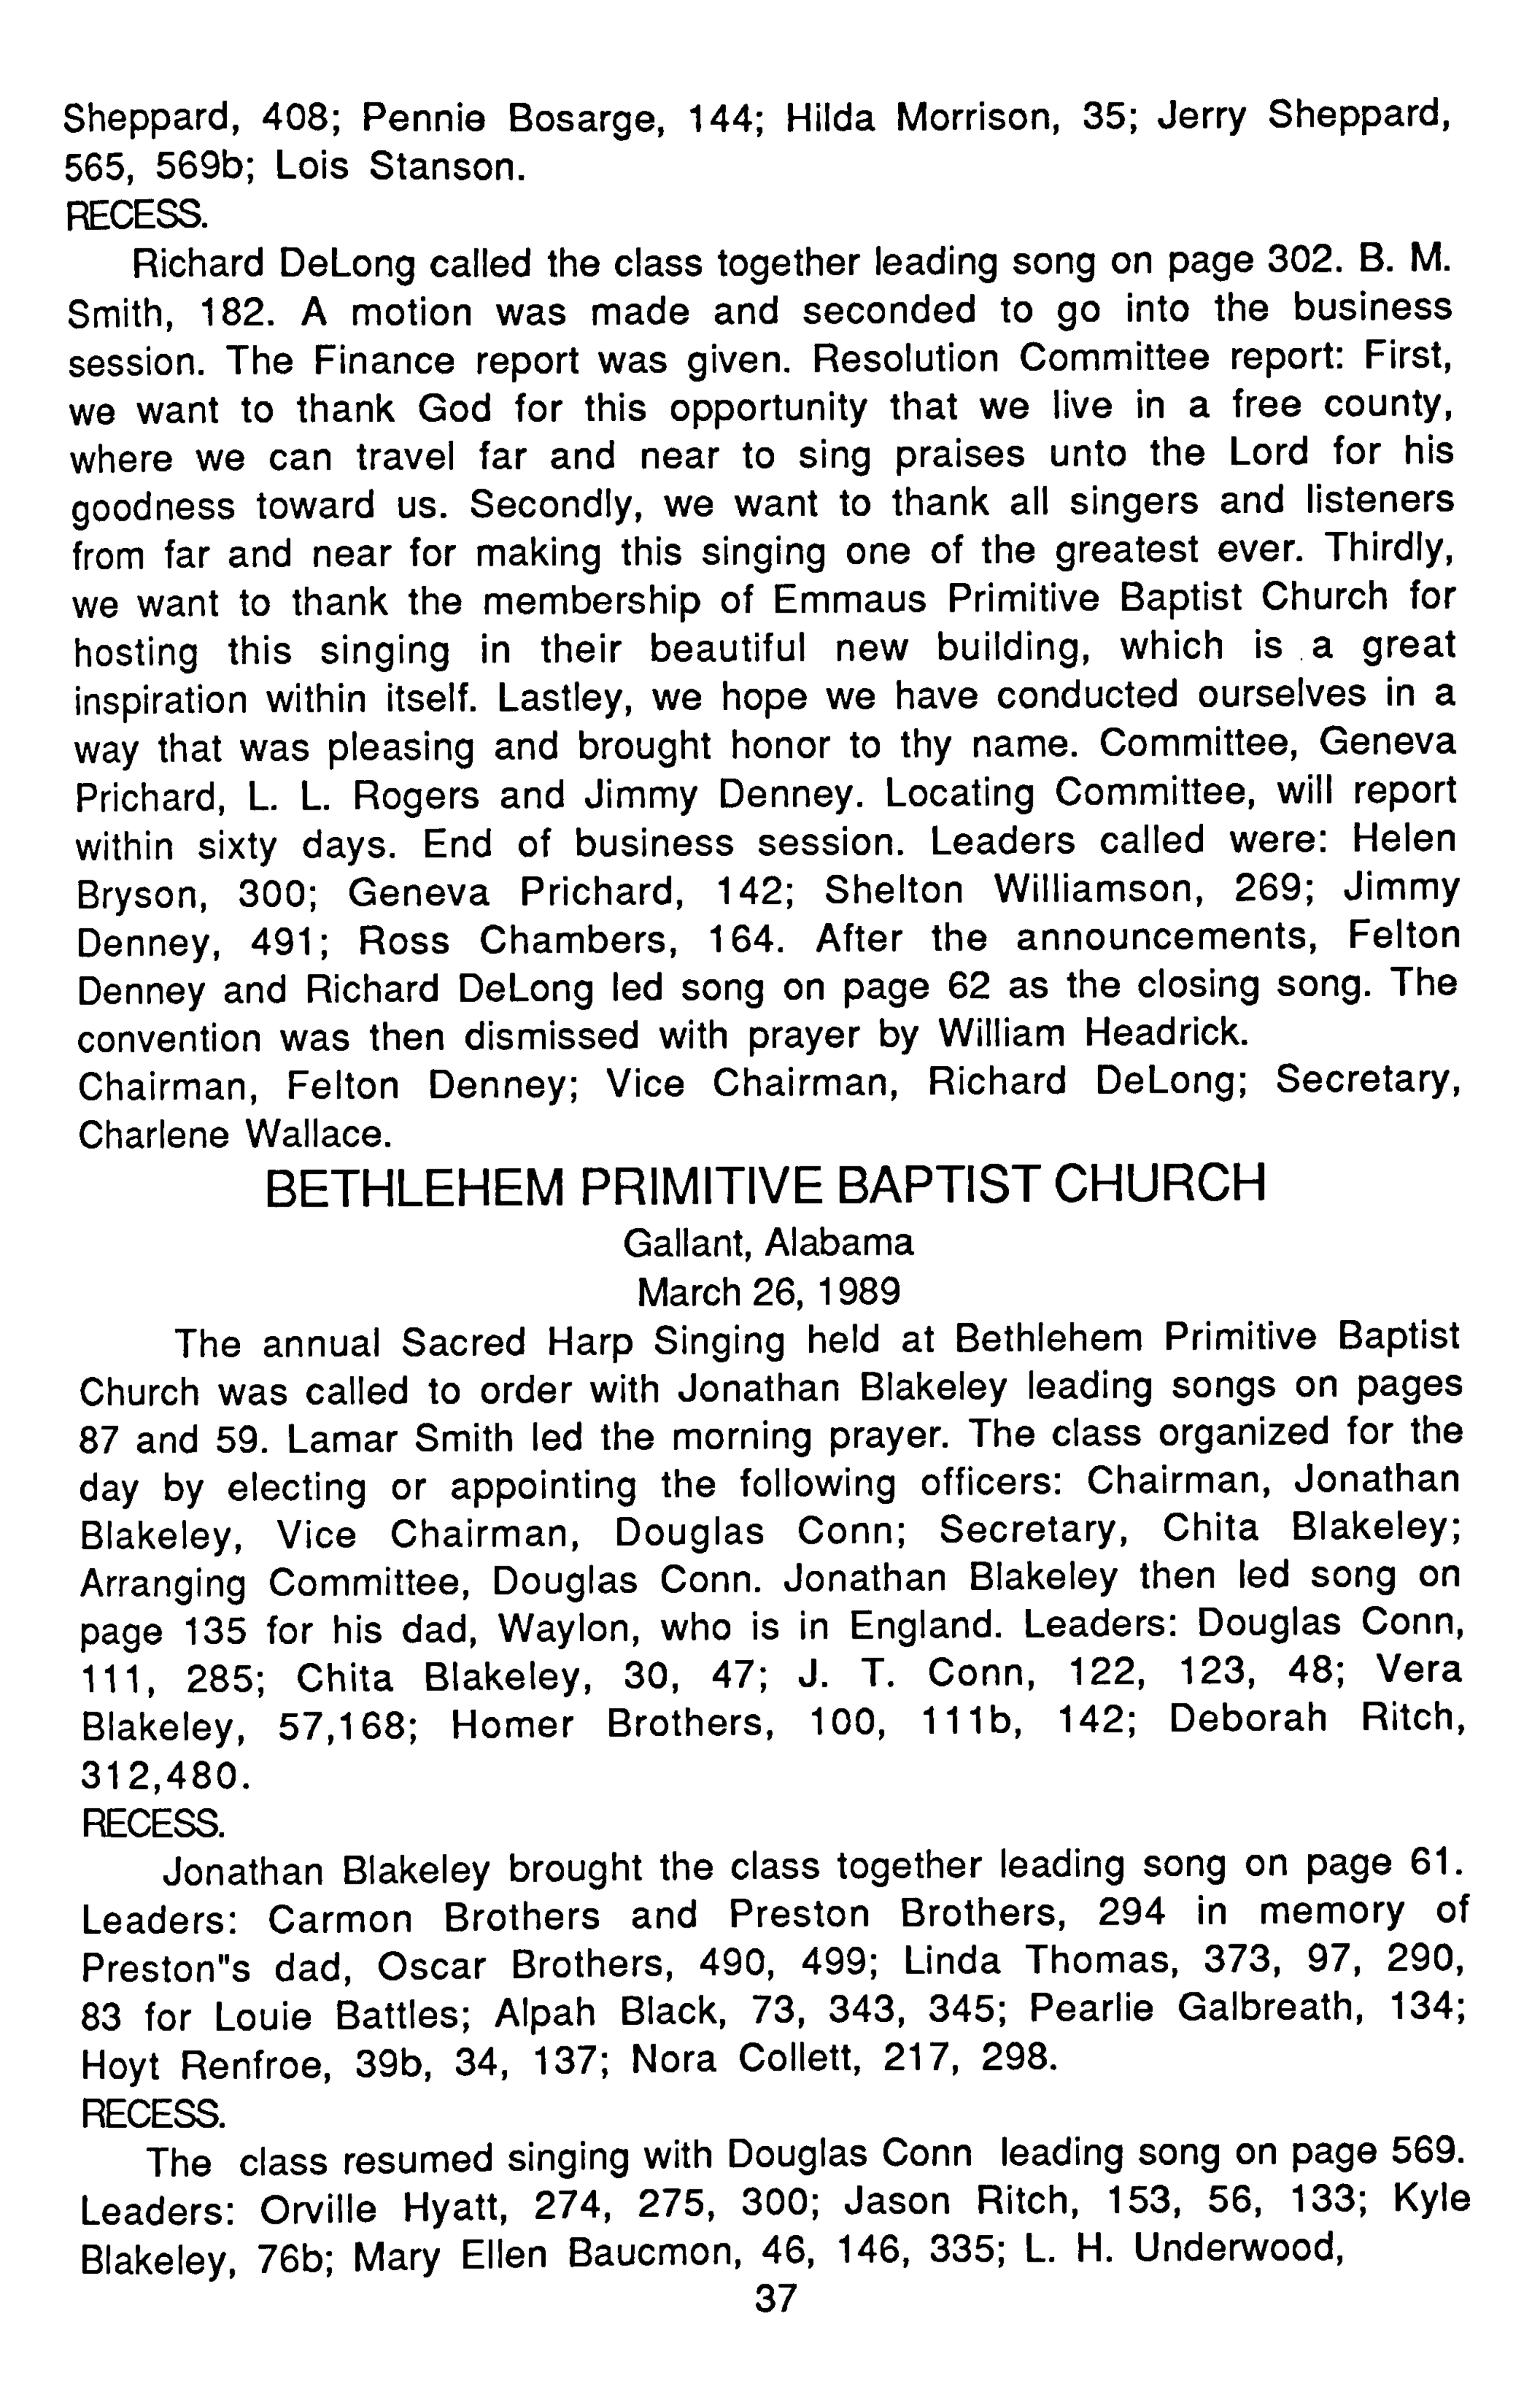 Sheppard, 408; Pennie Bosarge, 144; Hilda Morrison, 35; Jerry Sheppard,
565, 569b; Lois Stanson.
RECESS.
Richard DeLong called the class together leading song on page 302. B. M.
Smith, 182. A motion was made and seconded to go into the business
session. The Finance report was given. Resolution Committee report: First,
we want to thank God for this opportunity that we live in a free county,
where we can travel far and near to sing praises unto the Lord for his
goodness toward us. Secondly, we want to thank all singers and listeners
from far and near for making this singing one of the greatest ever. Thirdly,
we want to thank the membership of Emmaus Primitive Baptist Church for
hosting this singing in their beautiful new building, which is a great
inspiration within itself. Lastley, we hope we have conducted ourselves in a
way that was pleasing and brought honor to thy name. Committee, Geneva
Prichard, L. L. Rogers and Jimmy Denney. Locating Committee, will report
within sixty days. End of business session. Leaders called were: Helen
Bryson, 300; Geneva Prichard, 142; Shelton Williamson, 269; Jimmy
Denney, 491; Ross Chambers, 164. After the announcements, Felton
Denney and Richard DeLong led song on page 62 as the closing song. The
convention was then dismissed with prayer by William Headrick.
Chairman, Felton Denney; Vice Chairman, Richard DeLong; Secretary,
Charlene Wallace.
BETHLEHEM PRIMITIVE BAPTIST CHURCH
Gallant, Alabama
March 26, 1989
The annual Sacred Harp Singing held at Bethlehem Primitive Baptist
Church was called to order with Jonathan Blakeley leading songs on pages
87 and 59. Lamar Smith led the morning prayer. The class organized for the
day by electing or appointing the following officers: Chairman, Jonathan
Blakeley, Vice Chairman, Douglas Conn; Secretary, Chita Blakeley;
Arranging Committee, Douglas Conn. Jonathan Blakeley then led song on
page 135 for his dad, Waylon, who is in England. Leaders: Douglas Conn,
111, 285; Chita Blakeley, 30, 47; J. T. Conn, 122, 123, 48; Vera
Blakeley, 57,168; Homer Brothers, 100, 111b, 142; Deborah Ritch,
312,480.
RECESS.
Jonathan Blakeley brought the class together leading song on page 61.
Leaders: Carmon Brothers and Preston Brothers, 294 in memory of
Preston"s dad, Oscar Brothers, 490, 499; Linda Thomas, 373, 97, 290,
83 for Louie Battles; Alpah Black, 73, 343, 345; Pearlie Galbreath, 134;
Hoyt Renfroe, 39b, 34, 137; Nora Collett, 217, 298.
RECESS.
The class resumed singing with Douglas Conn leading song on page 569.
Leaders: Orville Hyatt, 274, 275, 300; Jason Ritch, 153, 56, 133; Kyle
Blakeley, 76b; Mary Ellen Baucmon, 46, 146, 335; L. H. Underwood,
37